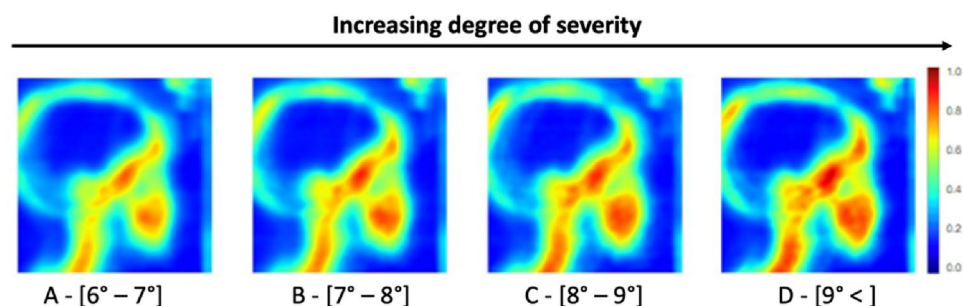 Increasing degree of severity
1.0
0.8
0.6
0.4
0.2
0.0
A - [6° – 7°]
B - [7° – 8°]
C - [8° – 9°]
D - [9° < ]